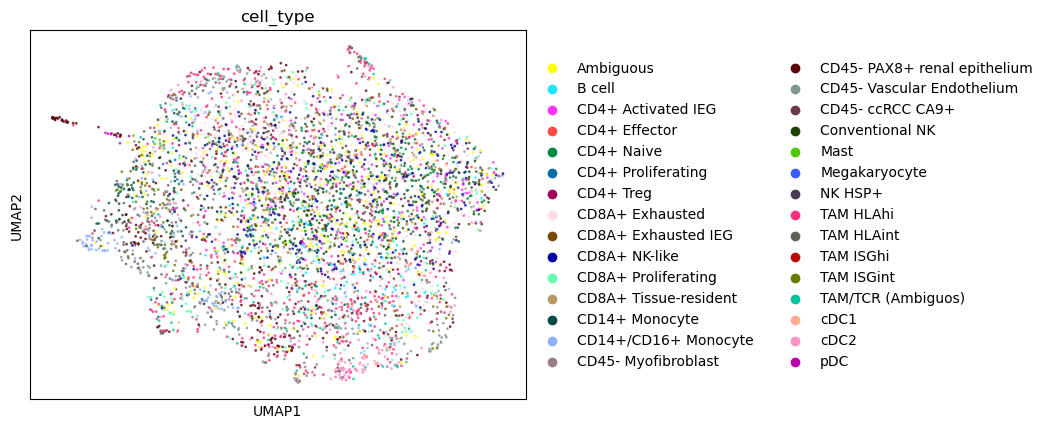 cell_type
UMAP2
UMAP1
Ambiguous
B cell
CD4+ Activated IEG
CD4+ Effector
CD4+ Naive
CD4+ Proliferating
CD4+ Treg
CD8A+ Exhausted
CD8A+ Exhausted IEG
CD8A+ NK-like
CD8A+ Proliferating
CD8A+ Tissue-resident
CD14+ Monocyte
CD14+/CD16+ Monocyte
CD45- Myofibroblast
CD45- PAX8+ renal epithelium
CD45- Vascular Endothelium
CD45- ccRCC CA9+
Conventional NK
Mast
Megakaryocyte
NK HSP+
TAM HLAhi
TAM HLAint
TAM ISGhi
TAM ISGint
TAM/TCR (Ambiguos)
cDC1
cDC2
pDC